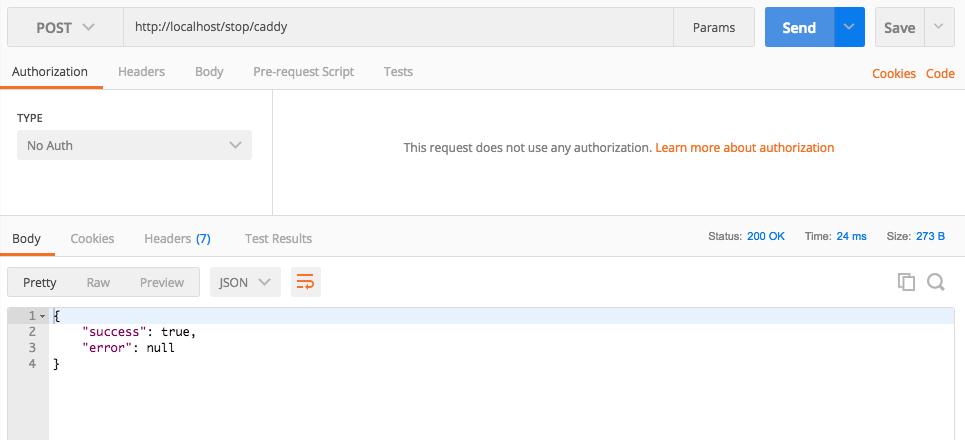 POST http://localhost/stop/caddy Params Send Save
Authorization Headers Body Pre-request Script Tests Cookies Code
TYPE
No Auth
This request does not use any authorization. Learn more about authorization
Body Cookies Headers (7) Test Results Status: 200 OK Time: 24 ms Size: 273 B
Pretty Raw Preview JSON
1 {
2 "success": true,
3 "error": null
4 }